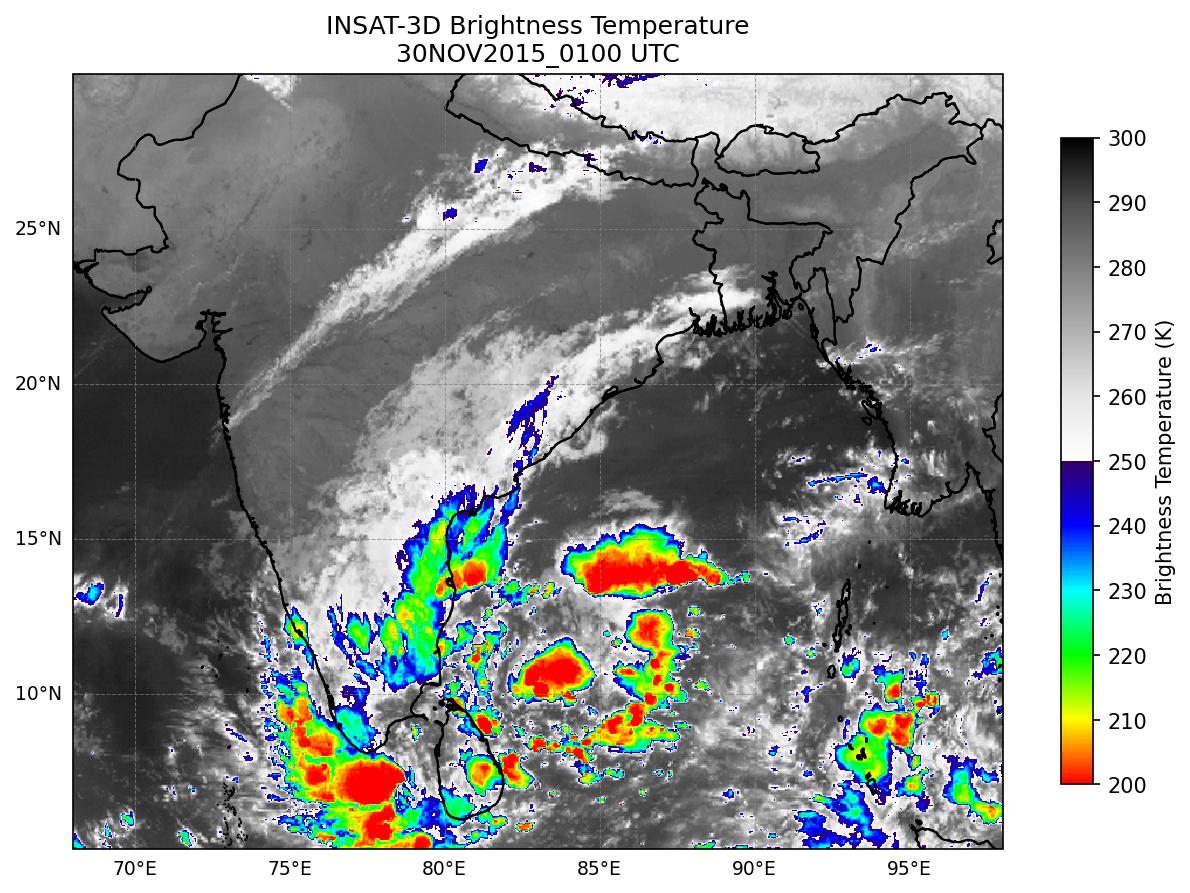 INSAT-3D Brightness Temperature
30NOV2015_0100 UTC
25°N
20°N
15°N
10°N
70°E
75°E
80°E
85°E
90°E
95°E
300
290
280
270
260
250
240
230
220
210
200
Brightness Temperature (K)